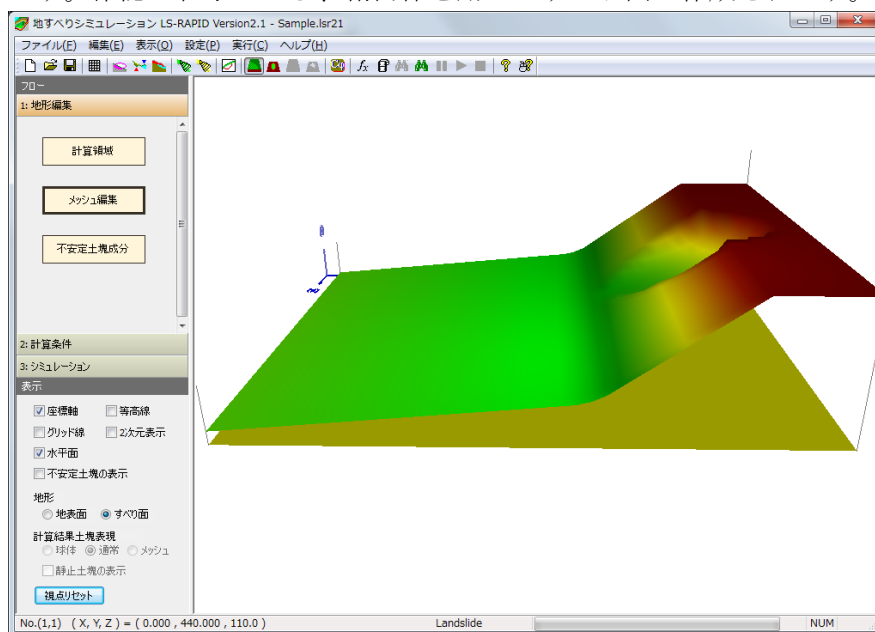 地すべりシミュレーション LS-RAPID Version2.1 - Sample.lsr21
ファイル(F) 編集(E) 表示(O) 設定(P) 実行(C) ヘルプ(H)
フロー
1: 地形編集
計算領域
メッシュ編集
不安定土塊成分
2: 計算条件
3: シミュレーション
表示
座標軸 等高線
グリッド線 2次元表示
水平面
不安定土塊の表示
地形
地表面 すべり面
計算結果土塊表現
球体 通常 メッシュ
静止土塊の表示
視点リセット
No.(1,1) ( X, Y, Z ) = ( 0.000 , 440.000 , 110.0 ) Landslide NUM